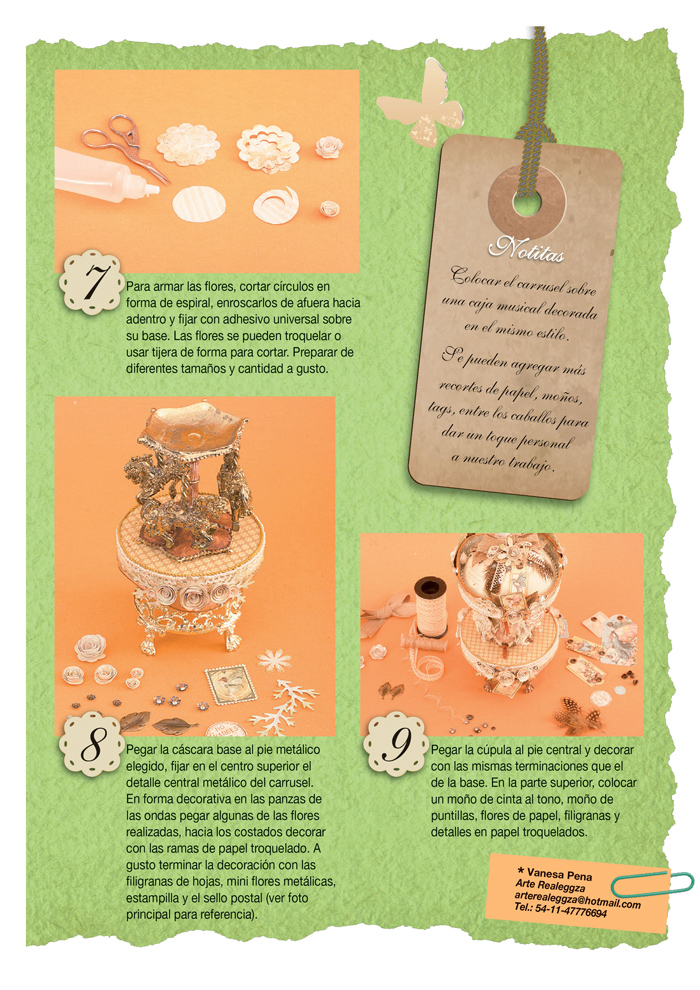 7
Para armar las flores, cortar círculos en
forma de espiral, enroscarlos de afuera hacia
adentro y fijar con adhesivo universal sobre
su base. Las flores se pueden troquelar o
usar tijera de forma para cortar. Preparar de
diferentes tamaños y cantidad a gusto.
Notitas
Colocar el carrusel sobre
una caja musical decorada
en el mismo estilo.
Se pueden agregar más
recortes de papel, moños,
tags, entre los caballos para
dar un toque personal
a nuestro trabajo.
8
Pegar la cáscara base al pie metálico
elegido, fijar en el centro superior el
detalle central metálico del carrusel.
En forma decorativa en las panzas de
las ondas pegar algunas de las flores
realizadas, hacia los costados decorar
con las ramas de papel troquelado. A
gusto terminar la decoración con las
filigranas de hojas, mini flores metálicas,
estampilla y el sello postal (ver foto
principal para referencia).
9
Pegar la cúpula al pie central y decorar
con las mismas terminaciones que el
de la base. En la parte superior, colocar
un moño de cinta al tono, moño de
puntillas, flores de papel, filigranas y
detalles en papel troquelados.
* Vanesa Pena
Arte Realeggza
arterealeggza@hotmail.com
Tel.: 54-11-47776694